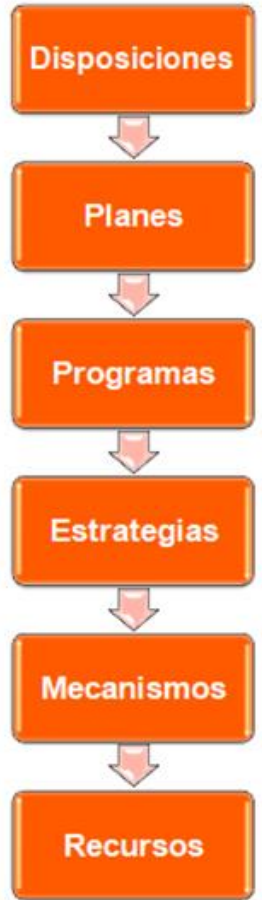 Disposiciones
Planes
Programas
Estrategias
Mecanismos
Recursos